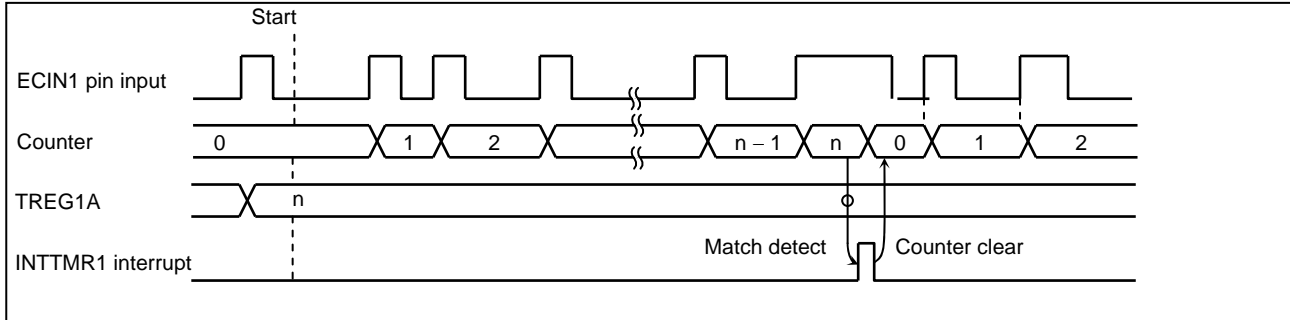 Start
ECIN1 pin input
Counter
0 1 2 n − 1 n 0 1 2
TREG1A
n
Match detect
Counter clear
INTTMR1 interrupt